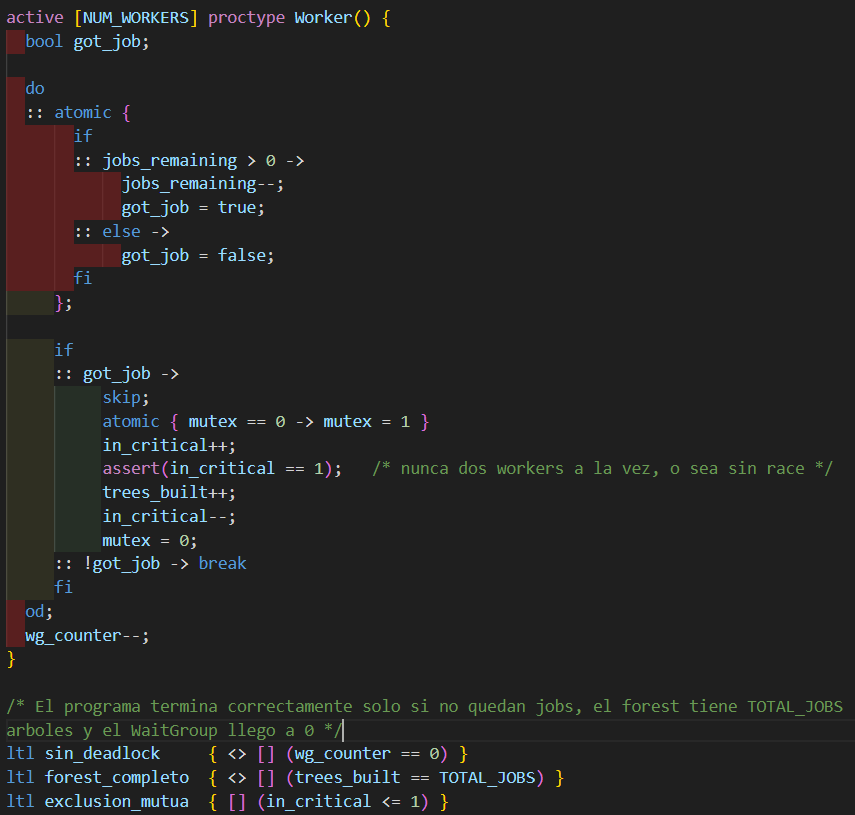 active [NUM_WORKERS] proctype Worker() {
bool got_job;
do
:: atomic {
if
:: jobs_remaining > 0 ->
jobs_remaining--;
got_job = true;
:: else ->
got_job = false;
fi
};
if
:: got_job ->
skip;
atomic { mutex == 0 -> mutex = 1 }
in_critical++;
assert(in_critical == 1);   /* nunca dos workers a la vez, o sea sin race */
trees_built++;
in_critical--;
mutex = 0;
:: !got_job -> break
fi
od;
wg_counter--;
}
/* El programa termina correctamente solo si no quedan jobs, el forest tiene TOTAL_JOBS
arboles y el WaitGroup llego a 0 */
ltl sin_deadlock    { <> [] (wg_counter == 0) }
ltl forest_completo  { <> [] (trees_built == TOTAL_JOBS) }
ltl exclusion_mutua  { [] (in_critical <= 1) }